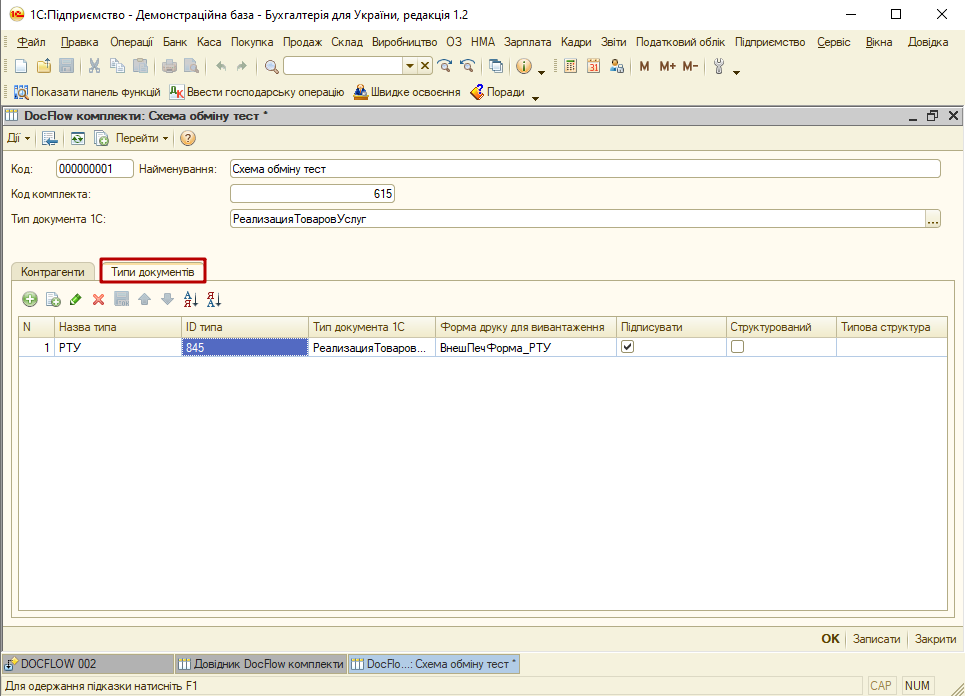 1С:Підприємство - Демонстраційна база - Бухгалтерія для України, редакція 1.2
Файл Правка Операції Банк Каса Покупка Продаж Склад Виробництво ОЗ НМА Зарплата Кадри Звіти Податковий облік Підприємство Сервіс Вікна Довідка
31 M M+ M-
Показати панель функцій Ввести господарську операцію Швидке освоєння Поради
DocFlow комплекти: Схема обміну тест *
Дії Перейти ?
Код: 000000001 Найменування: Схема обміну тест
Код комплекта: 615
Тип документа 1С: РеализацияТоваровУслуг ...
Контрагенти Типи документів
N Назва типа ID типа Тип документа 1С Форма друку для вивантаження Підписувати Структурований Типова структура
1 РТУ 845 РеализацияТоваров... ВнешПечФорма_РТУ
OK Записати Закрити
DOCFLOW 002 Довідник DocFlow комплекти DocFlo...: Схема обміну тест *
Для одержання підказки натисніть F1 CAP NUM